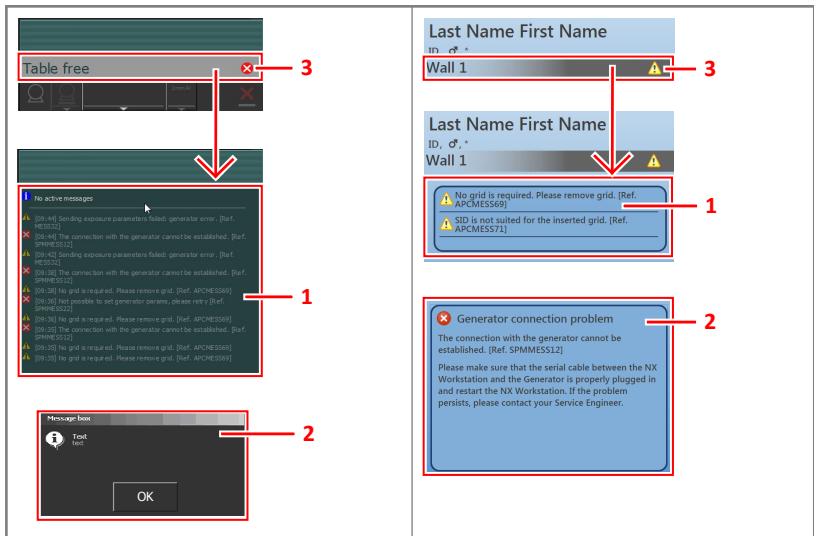 Table free
3
2mmAl
No active messages
[09:44] Sending exposure parameters failed: generator error. [Ref.
MESS32]
[09:44] The connection with the generator cannot be established. [Ref.
SPMMESS12]
[09:42] Sending exposure parameters failed: generator error. [Ref.
MESS32]
[09:38] The connection with the generator cannot be established. [Ref.
SPMMESS12]
[09:38] No grid is required. Please remove grid. [Ref. APCMESS69]
[09:36] Not possible to set generator params, please retry [Ref.
SPMMESS22]
[09:36] No grid is required. Please remove grid. [Ref. APCMESS69]
[09:35] The connection with the generator cannot be established. [Ref.
SPMMESS12]
[09:35] No grid is required. Please remove grid. [Ref. APCMESS69]
[09:35] No grid is required. Please remove grid. [Ref. APCMESS69]
1
Message box
Text
text
2
OK
Last Name First Name
ID, ♂, *
Wall 1
3
Last Name First Name
ID, ♂, *
Wall 1
No grid is required. Please remove grid. [Ref.
APCMESS69]
1
SID is not suited for the inserted grid. [Ref.
APCMESS71]
Generator connection problem
2
The connection with the generator cannot be
established. [Ref. SPMMESS12]
Please make sure that the serial cable between the NX
Workstation and the Generator is properly plugged in
and restart the NX Workstation. If the problem
persists, please contact your Service Engineer.